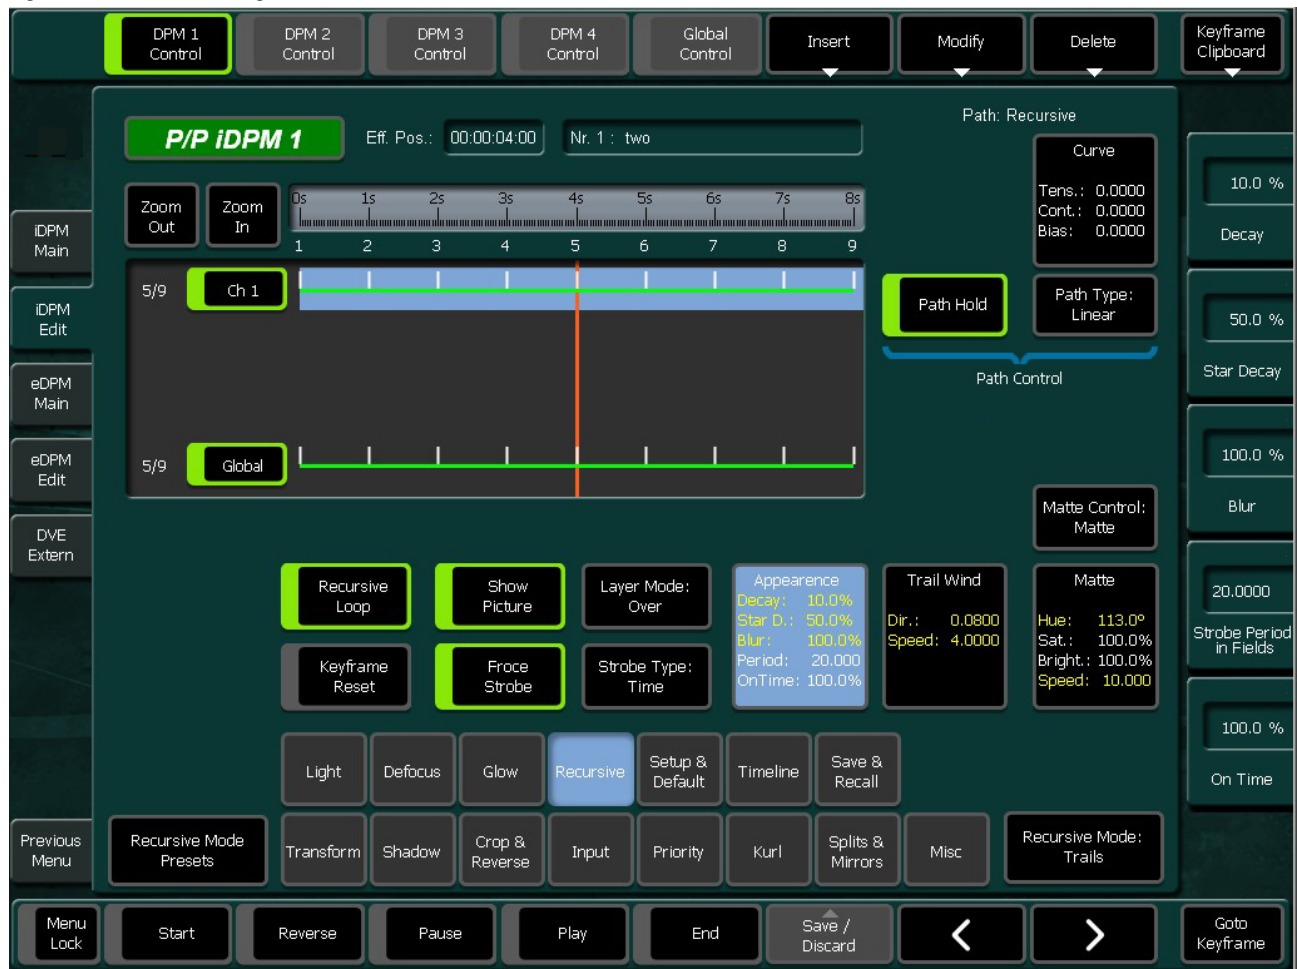 DPM 1 Control
DPM 2 Control
DPM 3 Control
DPM 4 Control
Global Control
Insert
Modify
Delete
Keyframe Clipboard
P/P iDPM 1
Eff. Pos.: 00:00:04:00
Nr. 1 : two
Path: Recursive
Zoom Out
Zoom In
0s 1s 2s 3s 4s 5s 6s 7s 8s
1 2 3 4 5 6 7 8 9
Curve
Tens.: 0.0000
Cont.: 0.0000
Bias: 0.0000
10.0 %
Decay
iDPM Main
iDPM Edit
eDPM Main
eDPM Edit
DVE Extern
5/9 Ch 1
Path Hold
Path Type: Linear
Path Control
50.0 %
Star Decay
5/9 Global
100.0 %
Blur
Matte Control: Matte
Recursive Loop
Show Picture
Layer Mode: Over
Keyframe Reset
Froce Strobe
Strobe Type: Time
Appearence
Decay: 10.0%
Star D.: 50.0%
Blur: 100.0%
Period: 20.000
OnTime: 100.0%
Trail Wind
Dir.: 0.0800
Speed: 4.0000
Matte
Hue: 113.0º
Sat.: 100.0%
Bright.: 100.0%
Speed: 10.000
20.0000
Strobe Period in Fields
100.0 %
On Time
Light
Defocus
Glow
Recursive
Setup & Default
Timeline
Save & Recall
Previous Menu
Recursive Mode Presets
Transform
Shadow
Crop & Reverse
Input
Priority
Kurl
Splits & Mirrors
Misc
Recursive Mode: Trails
Menu Lock
Start
Reverse
Pause
Play
End
Save / Discard
<
>
Goto Keyframe